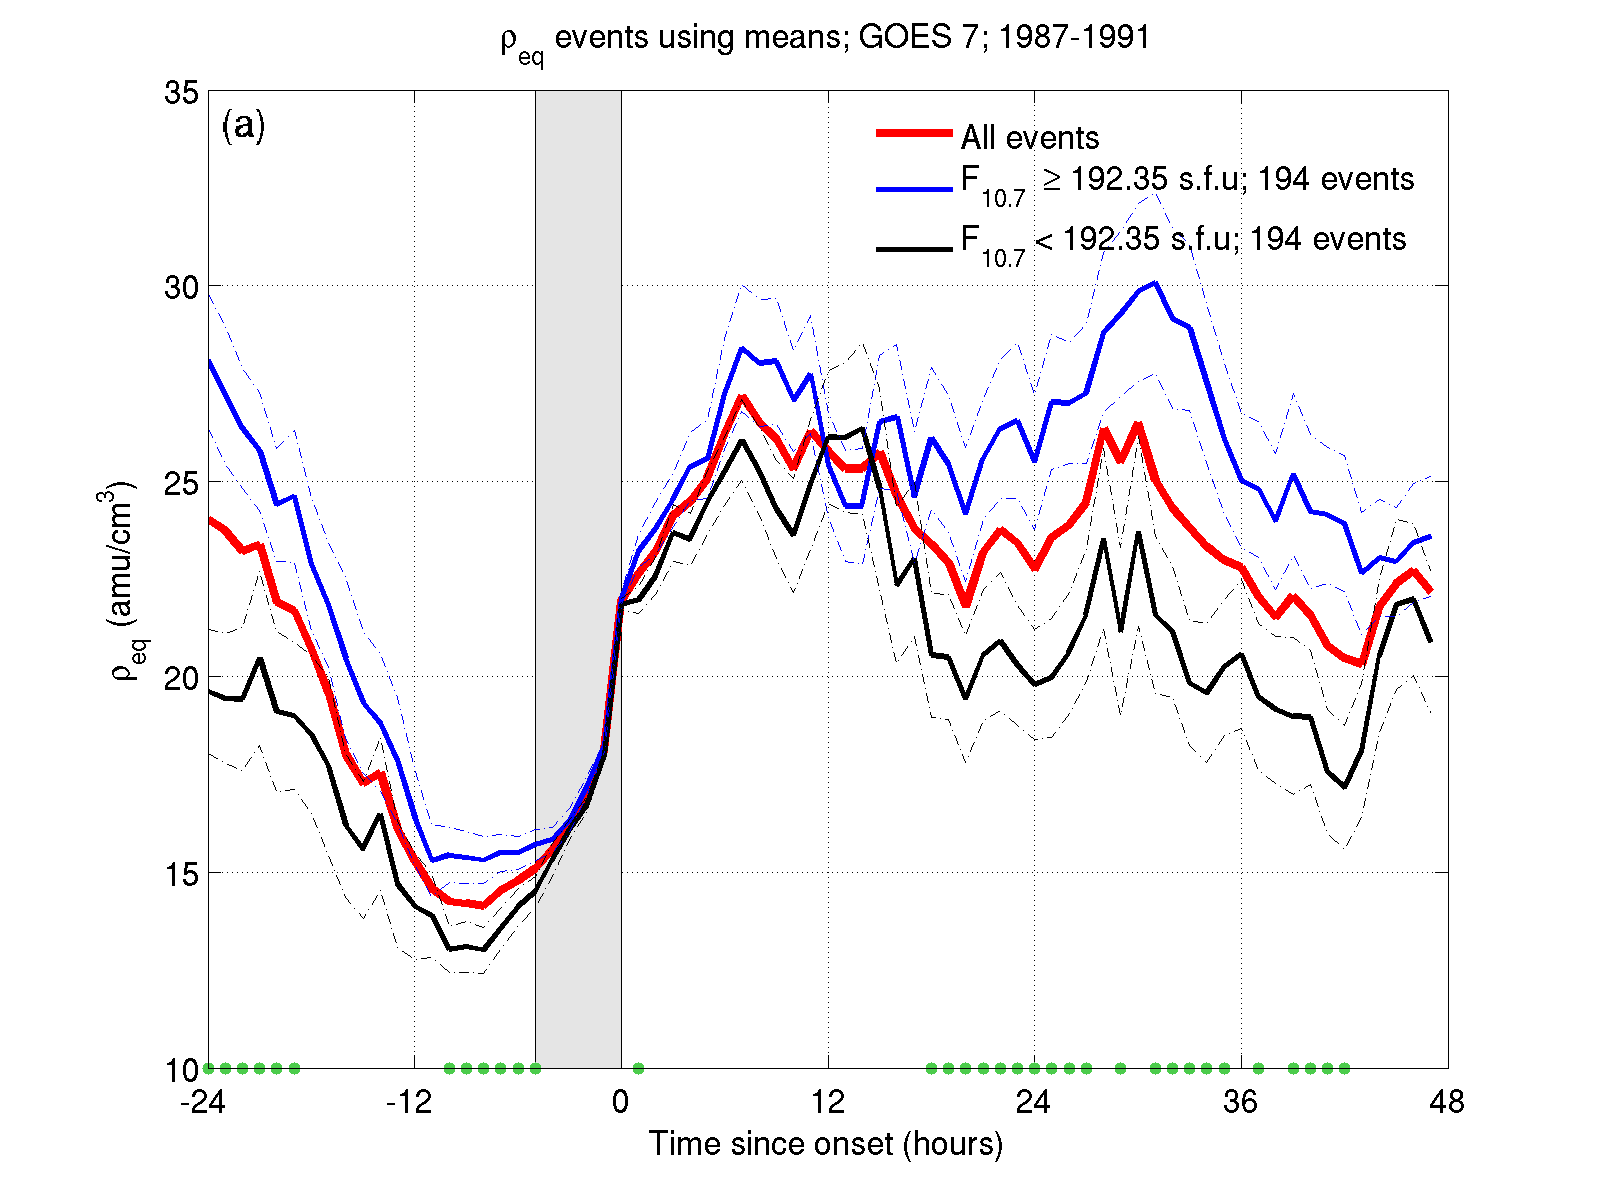 ρeq events using means; GOES 7; 1987-1991
(a)
All events
F10.7 ≥ 192.35 s.f.u; 194 events
F10.7 < 192.35 s.f.u; 194 events
35
30
25
20
15
10
ρeq (amu/cm³)
-24 -12 0 12 24 36 48
Time since onset (hours)